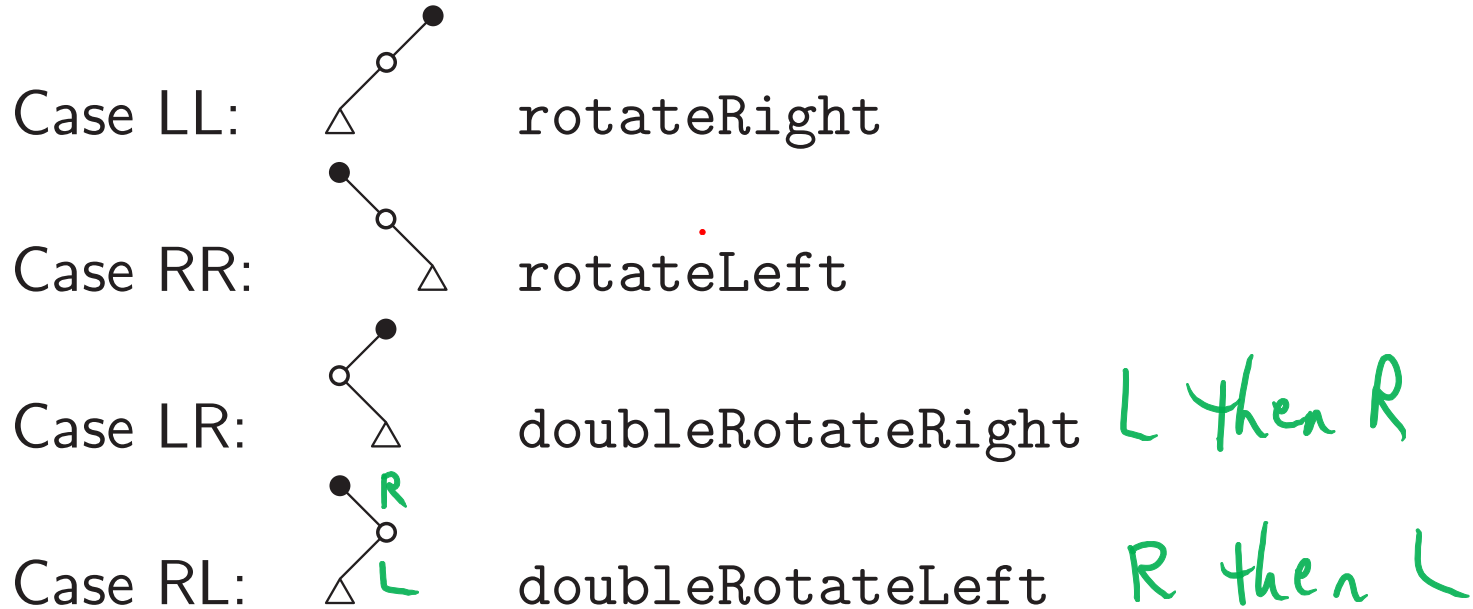 Case LL: rotateRight
Case RR: rotateLeft
Case LR: doubleRotateRight L then R
R
Case RL: L doubleRotateLeft R then L